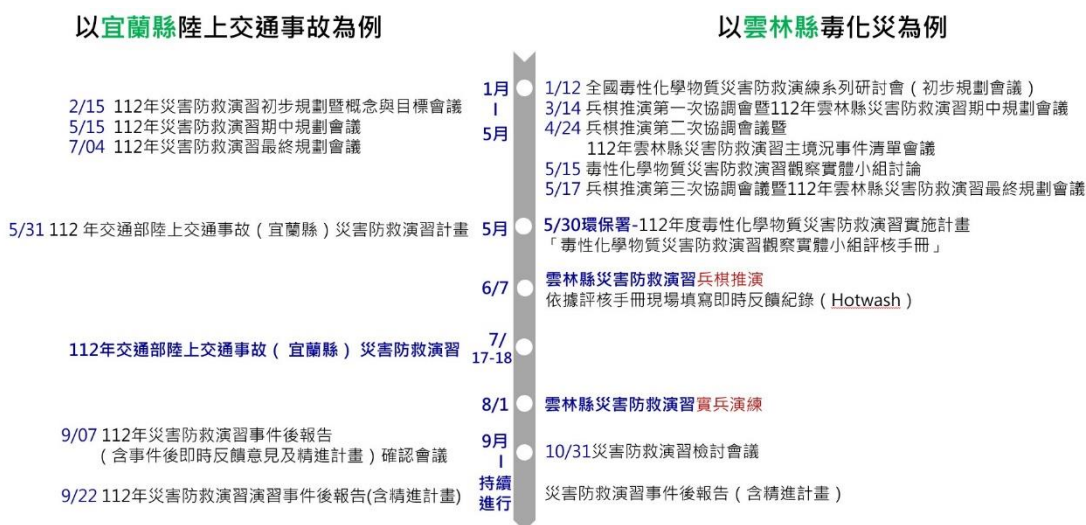 以宜蘭縣陸上交通事故為例
2/15 112年災害防救演習初步規劃暨概念與目標會議
5/15 112年災害防救演習期中規劃會議
7/04 112年災害防救演習最終規劃會議
5/31 112 年交通部陸上交通事故（宜蘭縣）災害防救演習計畫
112年交通部陸上交通事故（ 宜蘭縣） 災害防救演習
9/07 112年災害防救演習事件後報告
（含事件後即時反饋意見及精進計畫）確認會議
9/22 112年災害防救演習演習事件後報告(含精進計畫)
1月
|
5月
5月
6/7
7/
17-18
8/1
9月
|
持續
進行
以雲林縣毒化災為例
1/12 全國毒性化學物質災害防救演練系列研討會（初步規劃會議）
3/14 兵棋推演第一次協調會暨112年雲林縣災害防救演習期中規劃會議
4/24 兵棋推演第二次協調會議暨
112年雲林縣災害防救演習主境況事件清單會議
5/15 毒性化學物質災害防救演習觀察實體小組討論
5/17 兵棋推演第三次協調會議暨112年雲林縣災害防救演習最終規劃會議
5/30環保署-112年度毒性化學物質災害防救演習實施計畫
「毒性化學物質災害防救演習觀察實體小組評核手冊」
雲林縣災害防救演習兵棋推演
依據評核手冊現場填寫即時反饋紀錄（Hotwash）
雲林縣災害防救演習實兵演練
10/31災害防救演習檢討會議
災害防救演習事件後報告（含精進計畫）